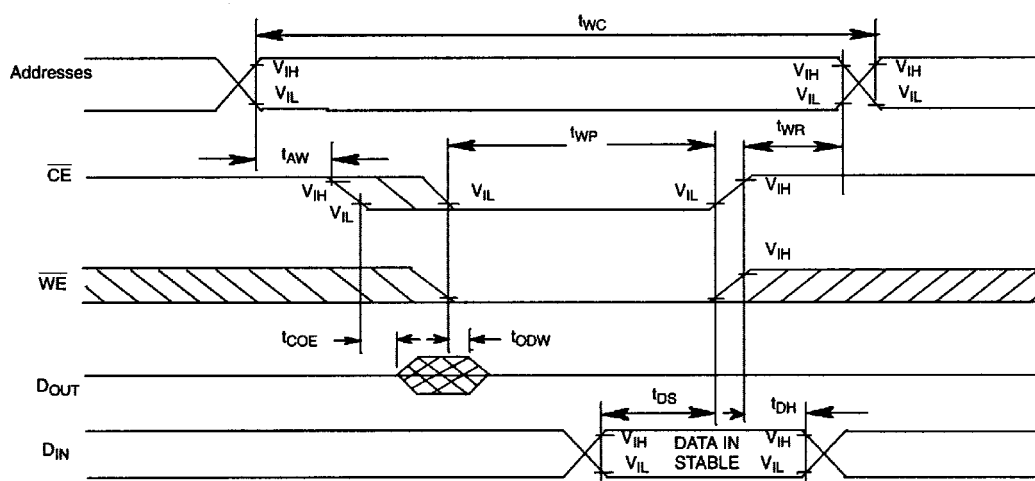 tWC
Addresses
VIH
VIH
VIH
VIL
VIL
VIL
tAW
tWP
tWR
CE
VIH
VIL
VIL
VIL
VIH
WE
VIH
tCOE
tODW
DOUT
tDS
tDH
DIN
VIH
DATA IN
VIH
VIL
STABLE
VIL